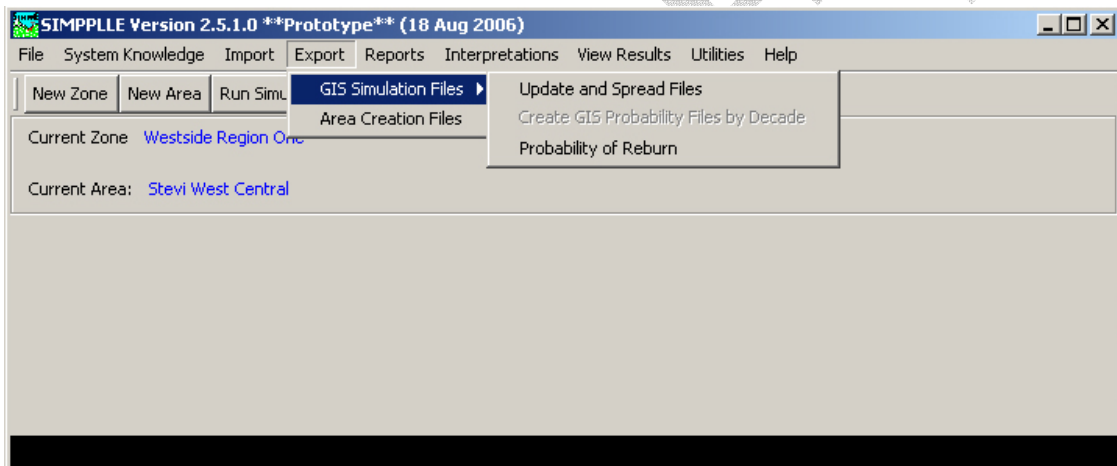 SIMPPLLE Version 2.5.1.0 **Prototype** (18 Aug 2006)
File System Knowledge Import Export Reports Interpretations View Results Utilities Help
New Zone New Area Run Simu
GIS Simulation Files
Area Creation Files
Update and Spread Files
Create GIS Probability Files by Decade
Probability of Reburn
Current Zone Westside Region One
Current Area: Stevi West Central